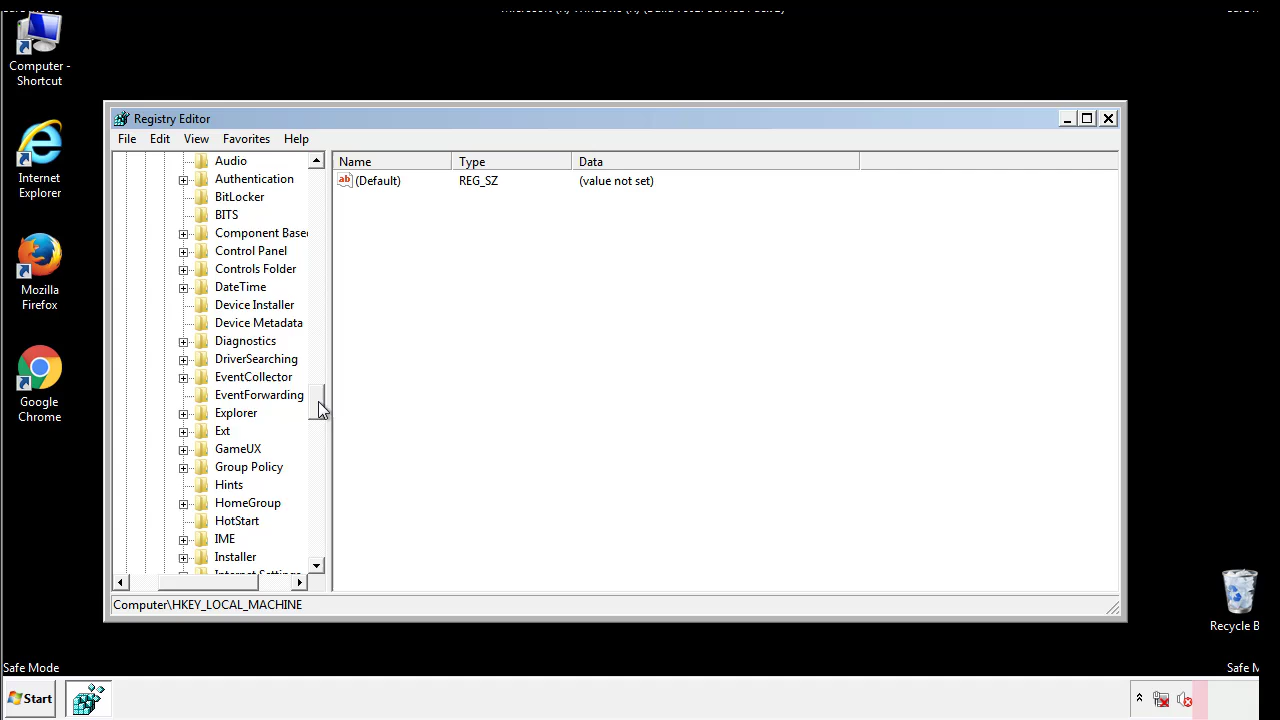 Computer -
Shortcut
Internet
Explorer
Mozilla
Firefox
Google
Chrome
Registry Editor
File Edit View Favorites Help
Audio
Authentication
BitLocker
BITS
Component Base
Control Panel
Controls Folder
DateTime
Device Installer
Device Metadata
Diagnostics
DriverSearching
EventCollector
EventForwarding
Explorer
Ext
GameUX
Group Policy
Hints
HomeGroup
HotStart
IME
Installer
Internet Settings
Name Type Data
ab (Default) REG_SZ (value not set)
Computer\HKEY_LOCAL_MACHINE
Recycle B
Safe Mode
Safe M
Start